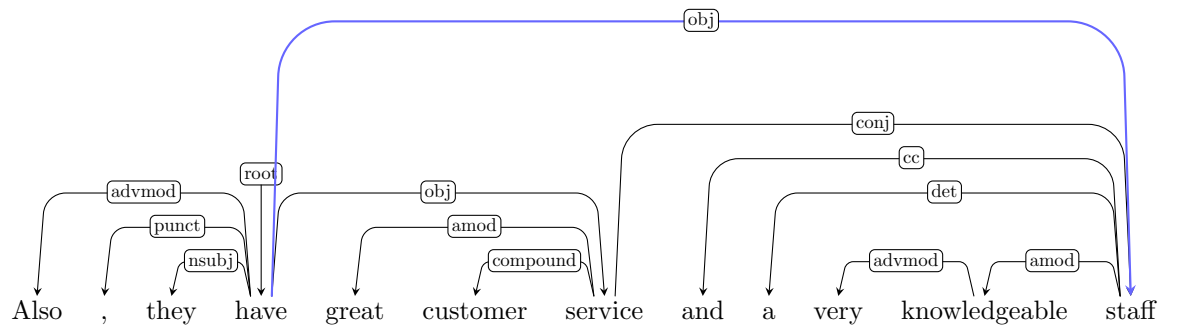 obj
conj
cc
root
advmod obj det
punct amod
nsubj compound advmod amod
Also , they have great customer service and a very knowledgeable staff